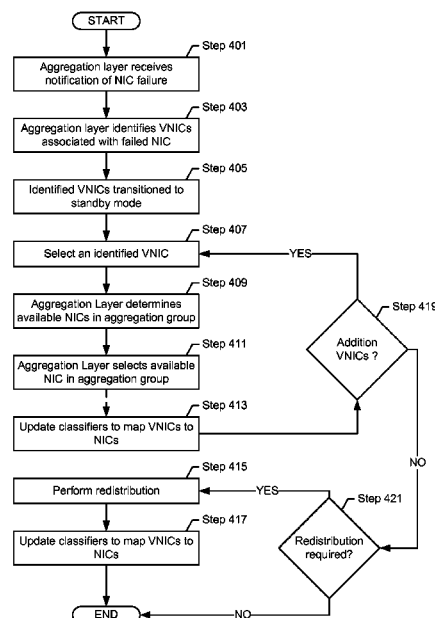 START
Step 401
Aggregation layer receives
notification of NIC failure
Step 403
Aggregation layer identifies VNICs
associated with failed NIC
Step 405
Identified VNICs transitioned to
standby mode
Step 407
Select an identified VNIC
YES
Step 409
Aggregation Layer determines
available NICs in aggregation group
Step 419
Addition
VNICs ?
Step 411
Aggregation Layer selects available
NIC in aggregation group
Step 413
Update classifiers to map VNICs to
NICs
NO
Step 415
Perform redistribution
YES
Step 421
Redistribution
required?
Step 417
Update classifiers to map VNICs to
NICs
END
NO